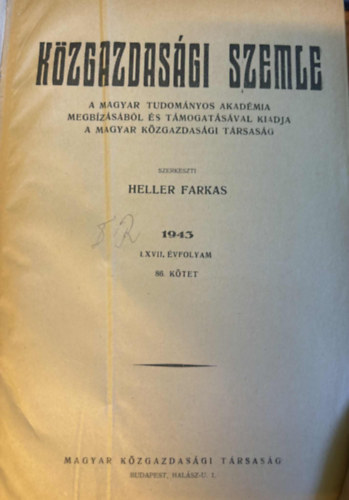 KÖZGAZDASÁGI SZEMLE
A MAGYAR TUDOMÁNYOS AKADÉMIA
MEGBÍZÁSÁBÓL ÉS TÁMOGATÁSÁVAL KIADJA
A MAGYAR KÖZGAZDASÁGI TÁRSASÁG
SZERKESZTI
HELLER FARKAS
1943
LXVII. ÉVFOLYAM
86. KÖTET
MAGYAR KÖZGAZDASÁGI TÁRSASÁG
BUDAPEST, HALÁSZ-U. 1.